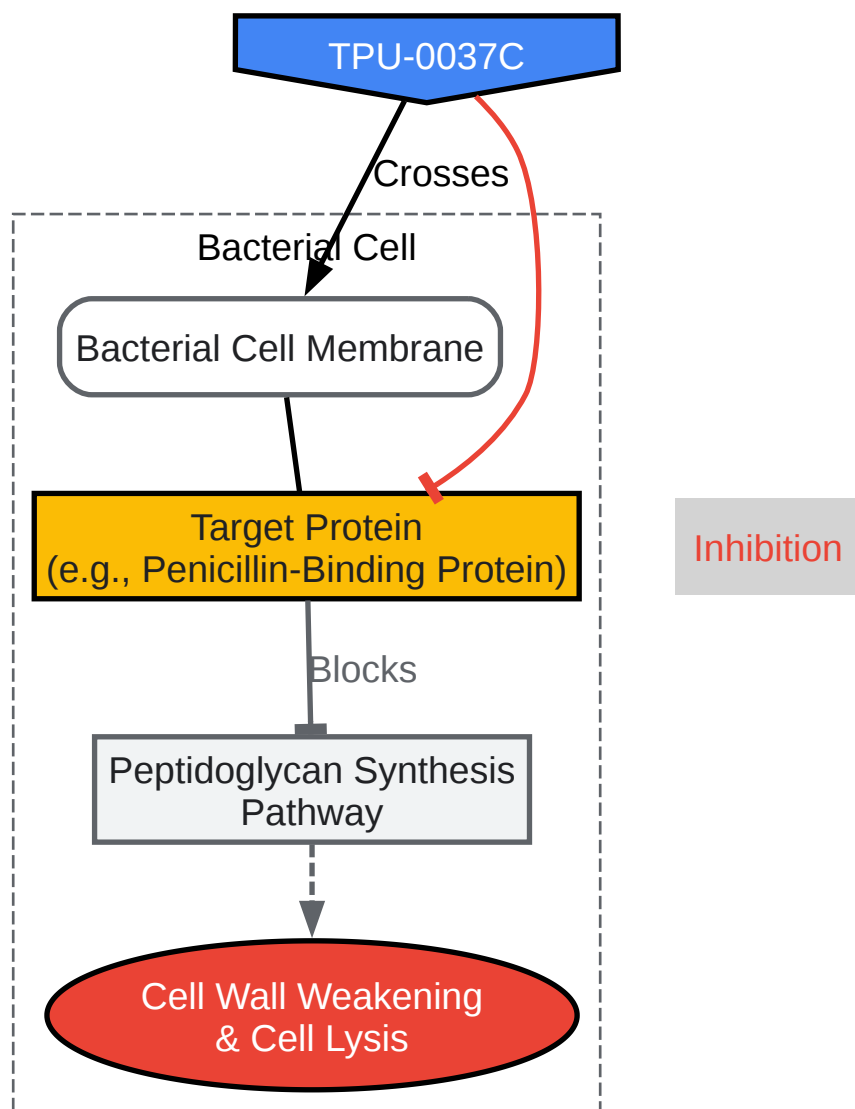 TPU-0037C
Crosses
Bacterial Cell
Bacterial Cell Membrane
Target Protein
(e.g., Penicillin-Binding Protein)
Inhibition
Blocks
Peptidoglycan Synthesis
Pathway
Cell Wall Weakening
& Cell Lysis